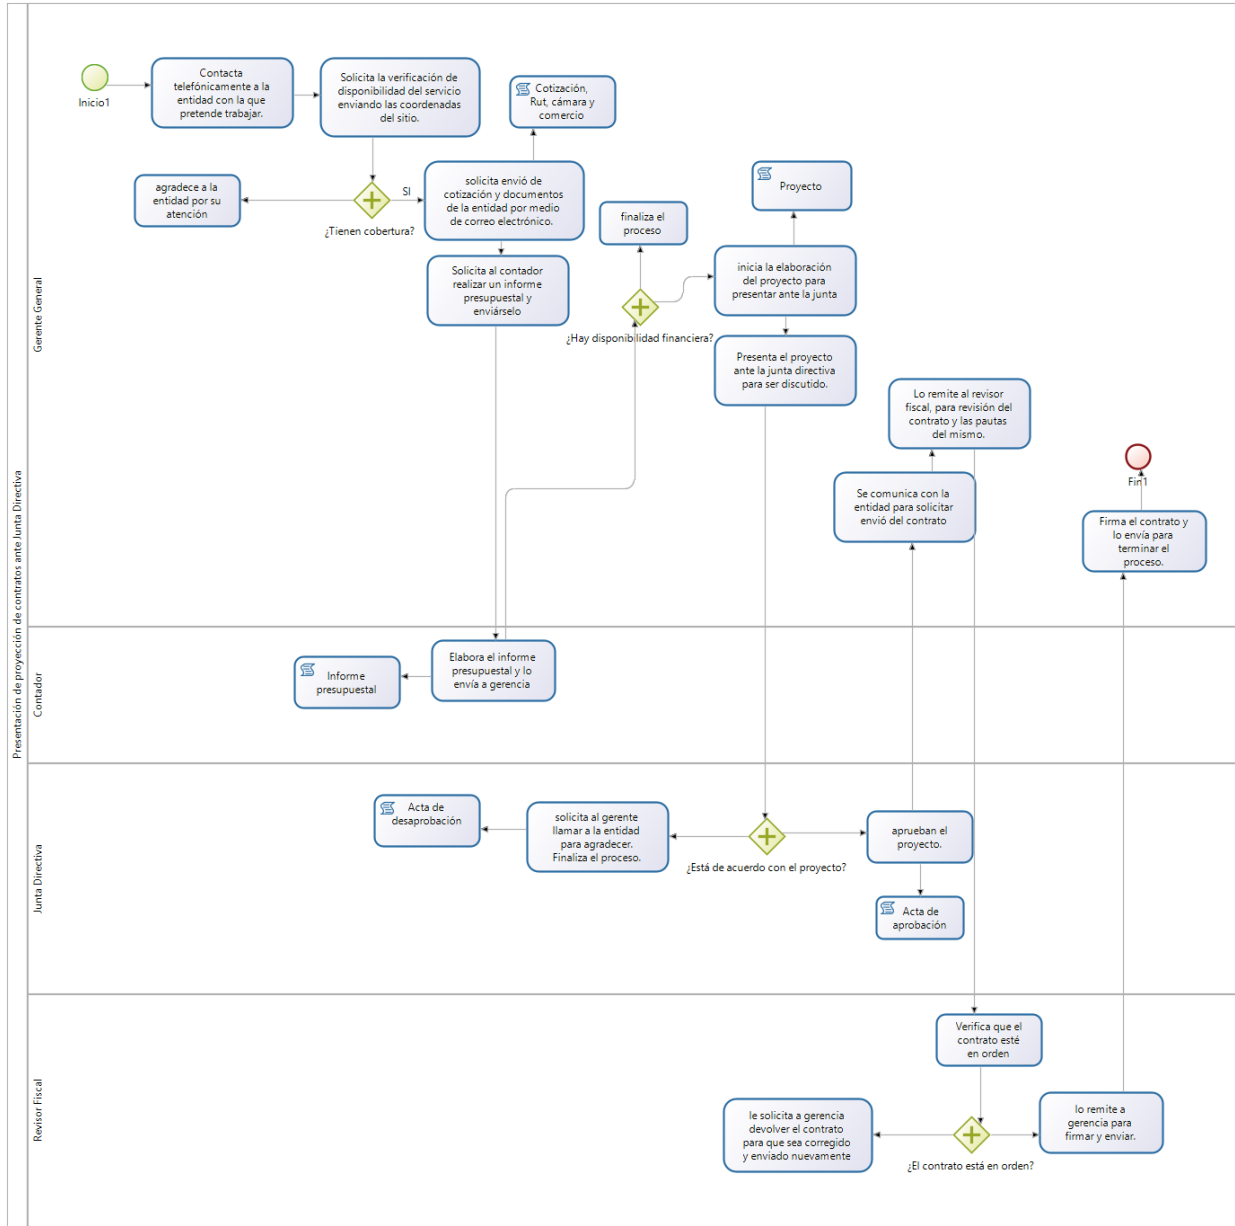 Presentación de proyección de contratos ante Junta Directiva
Gerente General
Inicio1
Contacta
telefónicamente a la
entidad con la que
pretende trabajar.
Solicita la verificación de
disponibilidad del servicio
enviando las coordenadas
del sitio.
Cotización,
Rut, cámara y
comercio
agradece a la
entidad por su
atención
¿Tienen cobertura?
SI
solicita envió de
cotización y documentos
de la entidad por medio
de correo electrónico.
Solicita al contador
realizar un informe
presupuestal y
enviárselo
finaliza el
proceso
¿Hay disponibilidad financiera?
Proyecto
inicia la elaboración
del proyecto para
presentar ante la junta
Presenta el proyecto
ante la junta directiva
para ser discutido.
Lo remite al revisor
fiscal, para revisión del
contrato y las pautas
del mismo.
Se comunica con la
entidad para solicitar
envió del contrato
Fin1
Firma el contrato y
lo envía para
terminar el
proceso.
Contador
Informe
presupuestal
Elabora el informe
presupuestal y lo
envía a gerencia
Junta Directiva
Acta de
desaprobación
solicita al gerente
llamar a la entidad
para agradecer.
Finaliza el proceso.
¿Está de acuerdo con el proyecto?
aprueban el
proyecto.
Acta de
aprobación
Revisor Fiscal
Verifica que el
contrato esté
en orden
le solicita a gerencia
devolver el contrato
para que sea corregido
y enviado nuevamente
¿El contrato está en orden?
lo remite a
gerencia para
firmar y enviar.